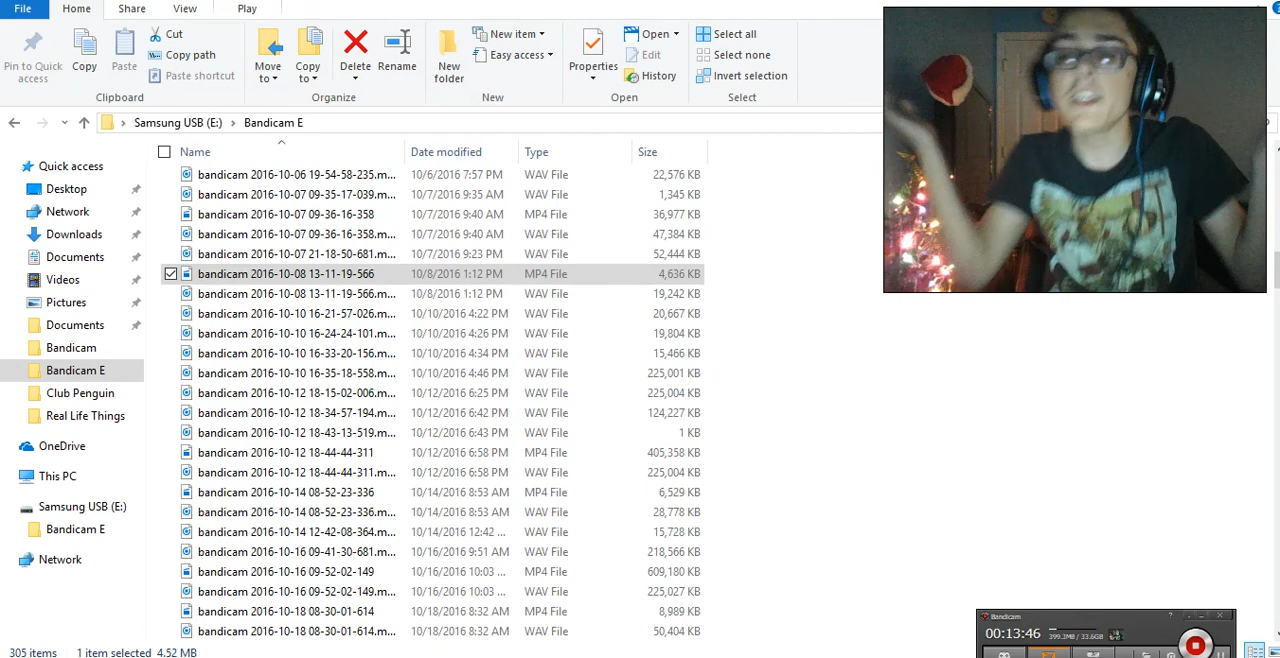 File Home Share View Play
Pin to Quick access
Copy
Paste
Cut
Copy path
Paste shortcut
Clipboard
Move to
Copy to
Delete
Rename
Organize
New folder
New item
Easy access
New
Properties
Open
Edit
History
Open
Select all
Select none
Invert selection
Select
Samsung USB (E:) > Bandicam E
Quick access
Desktop
Network
Downloads
Documents
Videos
Pictures
Documents
Bandicam
Bandicam E
Club Penguin
Real Life Things
OneDrive
This PC
Samsung USB (E:)
Bandicam E
Network
Name Date modified Type Size
bandicam 2016-10-06 19-54-58-235.m... 10/6/2016 7:57 PM WAV File 22,576 KB
bandicam 2016-10-07 09-35-17-039.m... 10/7/2016 9:35 AM WAV File 1,345 KB
bandicam 2016-10-07 09-36-16-358 10/7/2016 9:40 AM MP4 File 36,977 KB
bandicam 2016-10-07 09-36-16-358.m... 10/7/2016 9:40 AM WAV File 47,384 KB
bandicam 2016-10-07 21-18-50-681.m... 10/7/2016 9:23 PM WAV File 52,444 KB
bandicam 2016-10-08 13-11-19-566 10/8/2016 1:12 PM MP4 File 4,636 KB
bandicam 2016-10-08 13-11-19-566.m... 10/8/2016 1:12 PM WAV File 19,242 KB
bandicam 2016-10-10 16-21-57-026.m... 10/10/2016 4:22 PM WAV File 20,667 KB
bandicam 2016-10-10 16-24-24-101.m... 10/10/2016 4:26 PM WAV File 19,804 KB
bandicam 2016-10-10 16-33-20-156.m... 10/10/2016 4:34 PM WAV File 15,466 KB
bandicam 2016-10-10 16-35-18-558.m... 10/10/2016 4:46 PM WAV File 225,001 KB
bandicam 2016-10-12 18-15-02-006.m... 10/12/2016 6:25 PM WAV File 225,004 KB
bandicam 2016-10-12 18-34-57-194.m... 10/12/2016 6:42 PM WAV File 124,227 KB
bandicam 2016-10-12 18-43-13-519.m... 10/12/2016 6:43 PM WAV File 1 KB
bandicam 2016-10-12 18-44-44-311 10/12/2016 6:58 PM MP4 File 405,358 KB
bandicam 2016-10-12 18-44-44-311.m... 10/12/2016 6:58 PM WAV File 225,004 KB
bandicam 2016-10-14 08-52-23-336 10/14/2016 8:53 AM MP4 File 6,529 KB
bandicam 2016-10-14 08-52-23-336.m... 10/14/2016 8:53 AM WAV File 28,778 KB
bandicam 2016-10-14 12-42-08-364.m... 10/14/2016 12:42 ... WAV File 15,728 KB
bandicam 2016-10-16 09-41-30-681.m... 10/16/2016 9:51 AM WAV File 218,566 KB
bandicam 2016-10-16 09-52-02-149 10/16/2016 10:03 ... MP4 File 609,180 KB
bandicam 2016-10-16 09-52-02-149.m... 10/16/2016 10:03 ... WAV File 225,027 KB
bandicam 2016-10-18 08-30-01-614 10/18/2016 8:32 AM MP4 File 8,989 KB
bandicam 2016-10-18 08-30-01-614.m... 10/18/2016 8:32 AM WAV File 50,404 KB
305 items 1 item selected 4.52 MB
Bandicam
00:13:46 399.3MB / 33.6GB